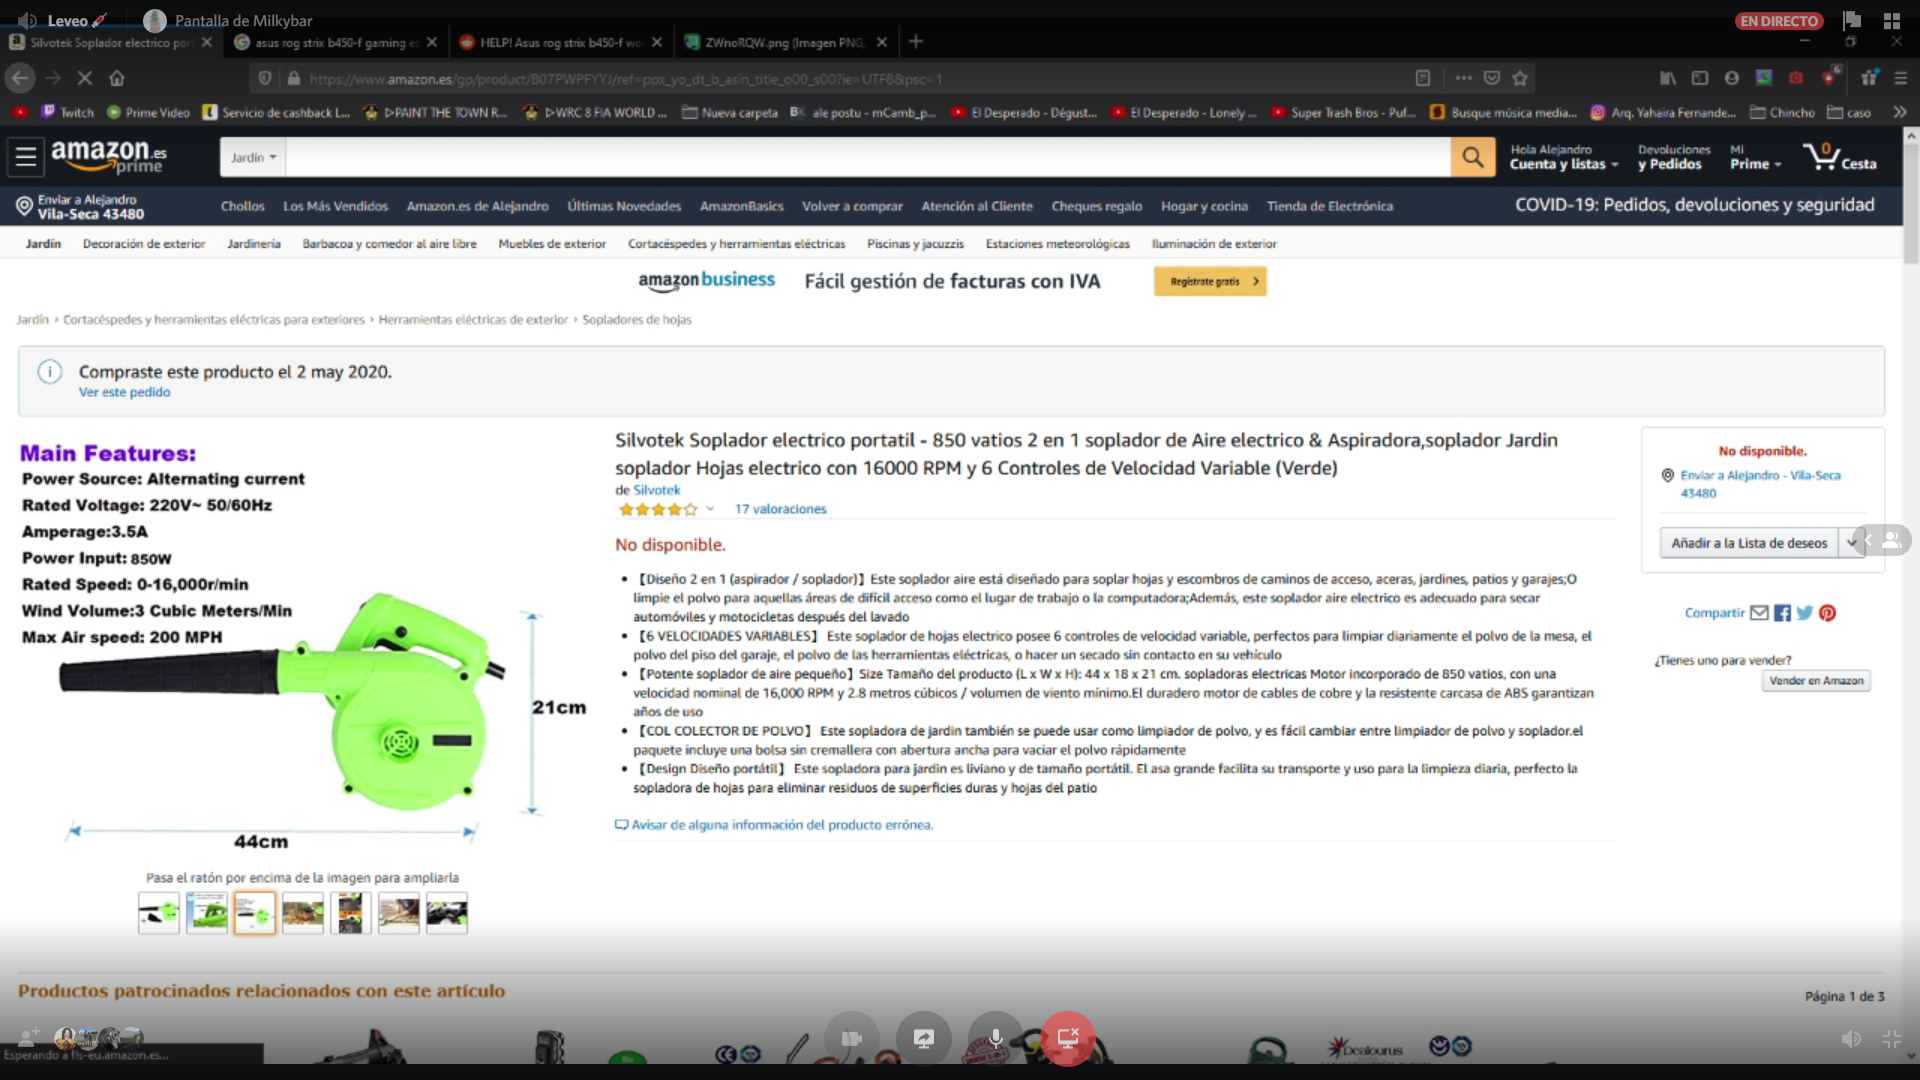 Leveo
Pantalla de Milkybar
EN DIRECTO
Silvotek Soplador electrico port
asus rog strix b450-f gaming e
HELP! Asus rog strix b450-f wo
ZWnoRQW.png (Imagen PNG,
https://www.amazon.es/gp/product/B07PWPFYYJ/ref=ppx_yo_dt_b_asin_title_o00_s00?ie=UTF8&psc=1
6
Twitch
Prime Video
Servicio de cashback L...
▷PAINT THE TOWN R...
▷WRC 8 FIA WORLD ...
Nueva carpeta
ale postu - mCamb_p...
El Desperado - Dégust...
El Desperado - Lonely ...
Super Trash Bros - Puf...
Busque música media...
Arq. Yahaira Fernande...
Chincho
caso
amazon.es
prime
Jardín
Hola Alejandro
Cuenta y listas
Devoluciones
y Pedidos
Mi
Prime
0
Cesta
Enviar a Alejandro
Vila-Seca 43480
Chollos
Los Más Vendidos
Amazon.es de Alejandro
Últimas Novedades
AmazonBasics
Volver a comprar
Atención al Cliente
Cheques regalo
Hogar y cocina
Tienda de Electrónica
COVID-19: Pedidos, devoluciones y seguridad
Jardín
Decoración de exterior
Jardinería
Barbacoa y comedor al aire libre
Muebles de exterior
Cortacéspedes y herramientas eléctricas
Piscinas y jacuzzis
Estaciones meteorológicas
Iluminación de exterior
amazon business
Fácil gestión de facturas con IVA
Regístrate gratis
Jardín › Cortacéspedes y herramientas eléctricas para exteriores › Herramientas eléctricas de exterior › Sopladores de hojas
Compraste este producto el 2 may 2020.
Ver este pedido
Main Features:
Power Source: Alternating current
Rated Voltage: 220V~ 50/60Hz
Amperage:3.5A
Power Input: 850W
Rated Speed: 0-16,000r/min
Wind Volume:3 Cubic Meters/Min
Max Air speed: 200 MPH
21cm
44cm
Pasa el ratón por encima de la imagen para ampliarla
Silvotek Soplador electrico portatil - 850 vatios 2 en 1 soplador de Aire electrico & Aspiradora,soplador Jardin
soplador Hojas electrico con 16000 RPM y 6 Controles de Velocidad Variable (Verde)
de Silvotek
17 valoraciones
No disponible.
• 【Diseño 2 en 1 (aspirador / soplador)】Este soplador aire está diseñado para soplar hojas y escombros de caminos de acceso, aceras, jardines, patios y garajes;O
limpie el polvo para aquellas áreas de difícil acceso como el lugar de trabajo o la computadora;Además, este soplador aire electrico es adecuado para secar
automóviles y motocicletas después del lavado
• 【6 VELOCIDADES VARIABLES】 Este soplador de hojas electrico posee 6 controles de velocidad variable, perfectos para limpiar diariamente el polvo de la mesa, el
polvo del piso del garaje, el polvo de las herramientas eléctricas, o hacer un secado sin contacto en su vehículo
• 【Potente soplador de aire pequeño】Size Tamaño del producto (L x W x H): 44 x 18 x 21 cm. sopladoras electricas Motor incorporado de 850 vatios, con una
velocidad nominal de 16,000 RPM y 2.8 metros cúbicos / volumen de viento mínimo.El duradero motor de cables de cobre y la resistente carcasa de ABS garantizan
años de uso
• 【COL COLECTOR DE POLVO】 Este sopladora de jardin también se puede usar como limpiador de polvo, y es fácil cambiar entre limpiador de polvo y soplador.el
paquete incluye una bolsa sin cremallera con abertura ancha para vaciar el polvo rápidamente
• 【Design Diseño portátil】 Este sopladora para jardin es liviano y de tamaño portátil. El asa grande facilita su transporte y uso para la limpieza diaria, perfecto la
sopladora de hojas para eliminar residuos de superficies duras y hojas del patio
Avisar de alguna información del producto errónea.
No disponible.
Enviar a Alejandro - Vila-Seca
43480
Añadir a la Lista de deseos
Compartir
¿Tienes uno para vender?
Vender en Amazon
Productos patrocinados relacionados con este artículo
Página 1 de 3
Esperando a fls-eu.amazon.es...
Dealourus